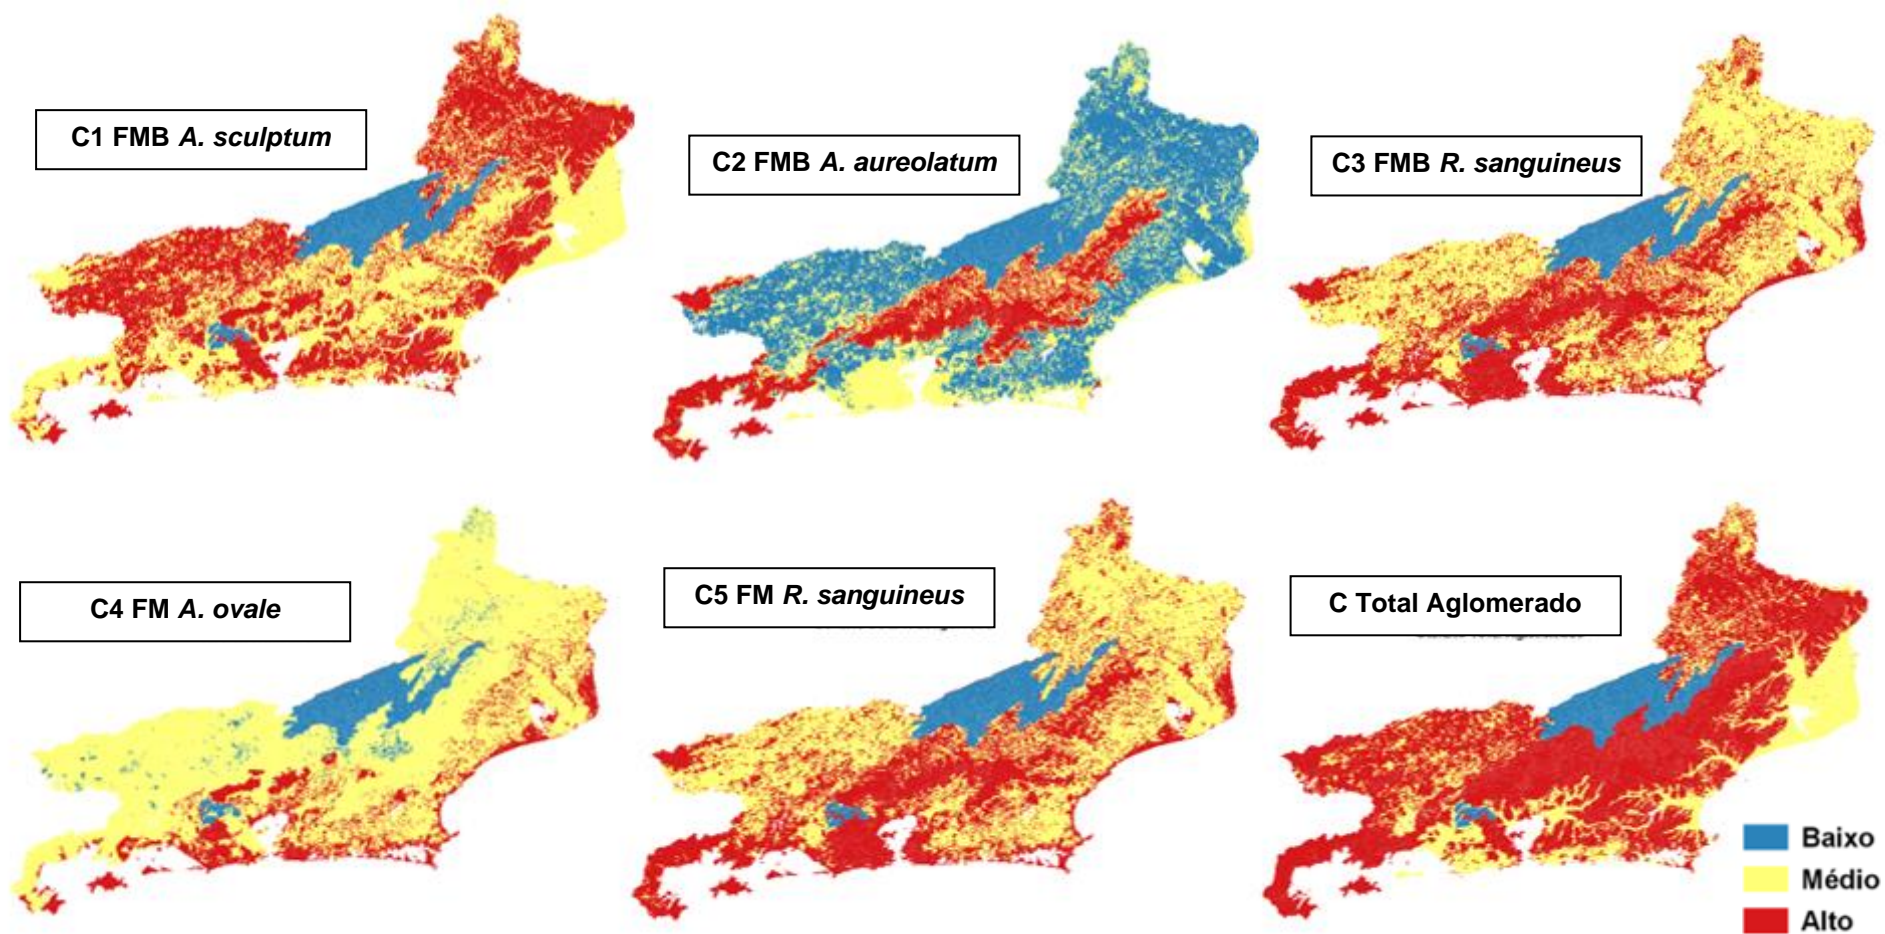 C1 FMB A. sculptum
C2 FMB A. aureolatum
C3 FMB R. sanguineus
C4 FM A. ovale
C5 FM R. sanguineus
C Total Aglomerado
Baixo
Médio
Alto